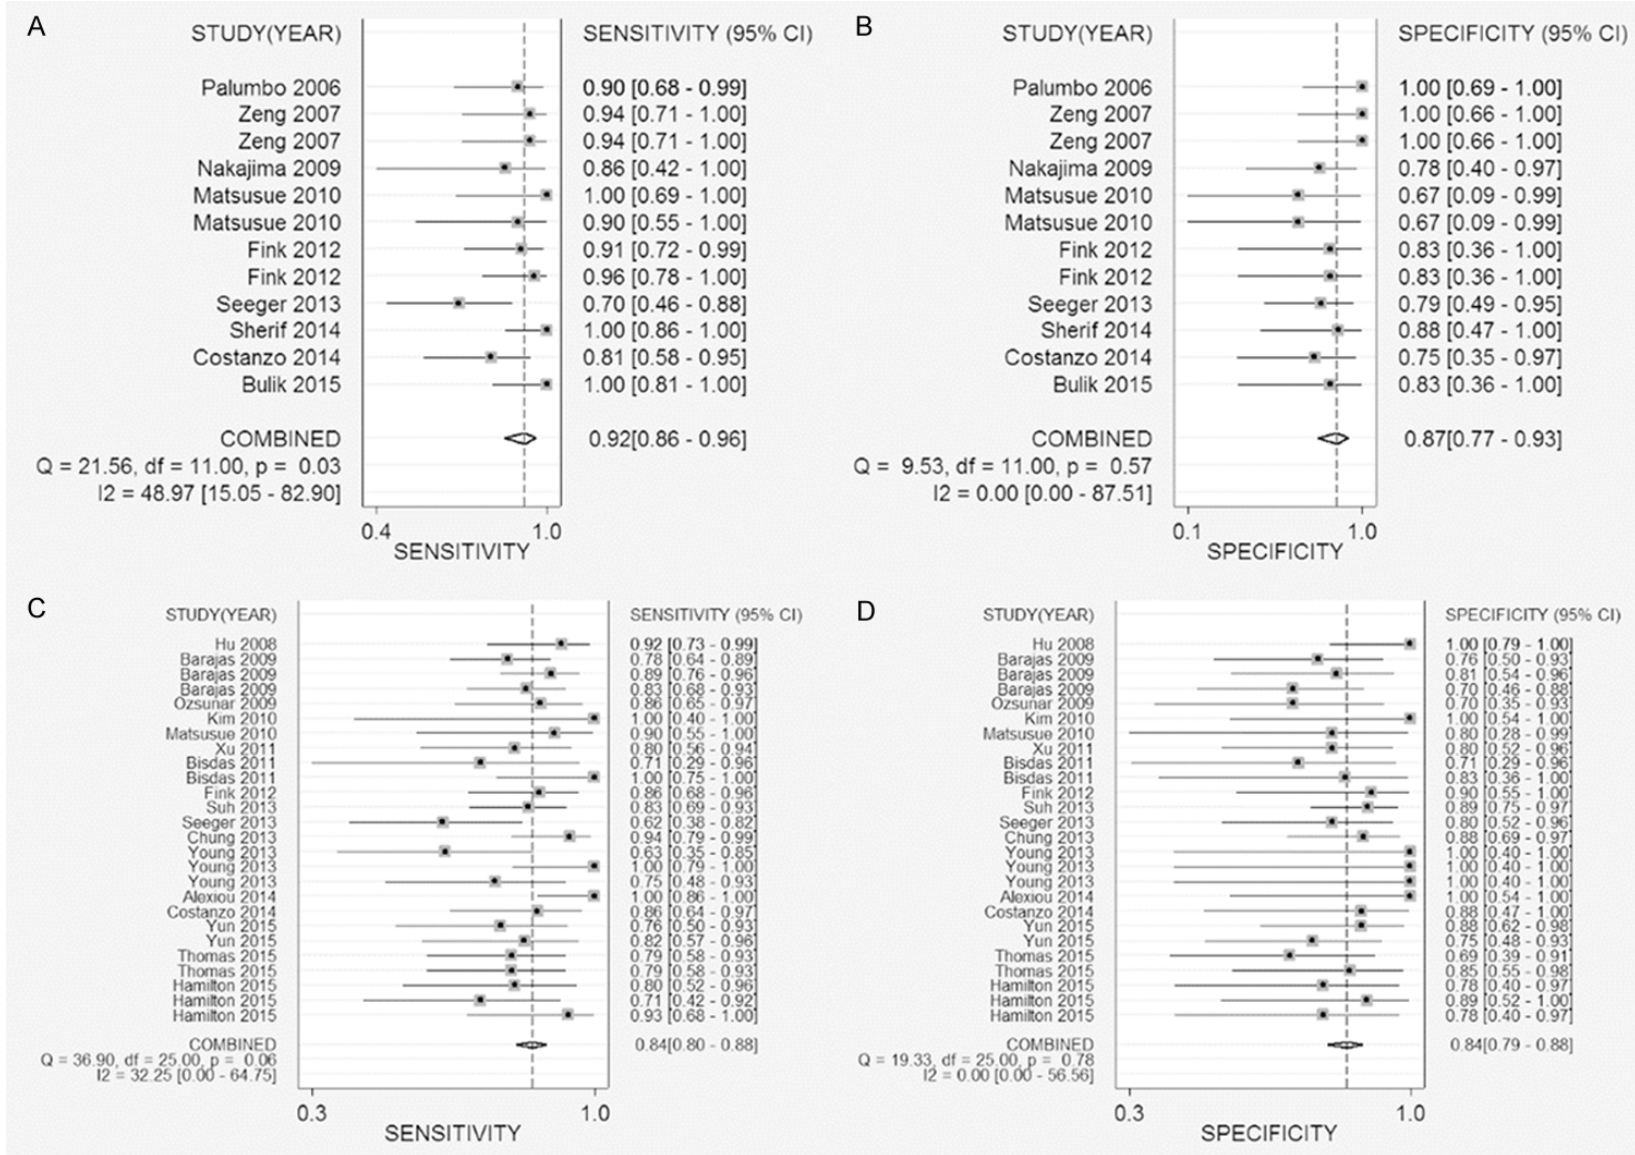 A
STUDY(YEAR) SENSITIVITY (95% CI)
Palumbo 2006 0.90 [0.68 - 0.99]
Zeng 2007 0.94 [0.71 - 1.00]
Zeng 2007 0.94 [0.71 - 1.00]
Nakajima 2009 0.86 [0.42 - 1.00]
Matsusue 2010 1.00 [0.69 - 1.00]
Matsusue 2010 0.90 [0.55 - 1.00]
Fink 2012 0.91 [0.72 - 0.99]
Fink 2012 0.96 [0.78 - 1.00]
Seeger 2013 0.70 [0.46 - 0.88]
Sherif 2014 1.00 [0.86 - 1.00]
Costanzo 2014 0.81 [0.58 - 0.95]
Bulik 2015 1.00 [0.81 - 1.00]
COMBINED 0.92[0.86 - 0.96]
Q = 21.56, df = 11.00, p = 0.03
I2 = 48.97 [15.05 - 82.90]
0.4 1.0
SENSITIVITY
B
STUDY(YEAR) SPECIFICITY (95% CI)
Palumbo 2006 1.00 [0.69 - 1.00]
Zeng 2007 1.00 [0.66 - 1.00]
Zeng 2007 1.00 [0.66 - 1.00]
Nakajima 2009 0.78 [0.40 - 0.97]
Matsusue 2010 0.67 [0.09 - 0.99]
Matsusue 2010 0.67 [0.09 - 0.99]
Fink 2012 0.83 [0.36 - 1.00]
Fink 2012 0.83 [0.36 - 1.00]
Seeger 2013 0.79 [0.49 - 0.95]
Sherif 2014 0.88 [0.47 - 1.00]
Costanzo 2014 0.75 [0.35 - 0.97]
Bulik 2015 0.83 [0.36 - 1.00]
COMBINED 0.87[0.77 - 0.93]
Q = 9.53, df = 11.00, p = 0.57
I2 = 0.00 [0.00 - 87.51]
0.1 1.0
SPECIFICITY
C
STUDY(YEAR) SENSITIVITY (95% CI)
Hu 2008 0.92 [0.73 - 0.99]
Barajas 2009 0.78 [0.64 - 0.89]
Barajas 2009 0.89 [0.76 - 0.96]
Barajas 2009 0.83 [0.68 - 0.93]
Ozsunar 2009 0.86 [0.65 - 0.97]
Kim 2010 1.00 [0.40 - 1.00]
Matsusue 2010 0.90 [0.55 - 1.00]
Xu 2011 0.80 [0.56 - 0.94]
Bisdas 2011 0.71 [0.29 - 0.96]
Bisdas 2011 1.00 [0.75 - 1.00]
Fink 2012 0.86 [0.68 - 0.96]
Suh 2013 0.83 [0.69 - 0.93]
Seeger 2013 0.62 [0.38 - 0.82]
Chung 2013 0.94 [0.79 - 0.99]
Young 2013 0.63 [0.35 - 0.85]
Young 2013 1.00 [0.79 - 1.00]
Young 2013 0.75 [0.48 - 0.93]
Alexiou 2014 1.00 [0.86 - 1.00]
Costanzo 2014 0.86 [0.64 - 0.97]
Yun 2015 0.76 [0.50 - 0.93]
Yun 2015 0.82 [0.57 - 0.96]
Thomas 2015 0.79 [0.58 - 0.93]
Thomas 2015 0.79 [0.58 - 0.93]
Hamilton 2015 0.80 [0.52 - 0.96]
Hamilton 2015 0.71 [0.42 - 0.92]
Hamilton 2015 0.93 [0.68 - 1.00]
COMBINED 0.84[0.80 - 0.88]
Q = 36.90, df = 25.00, p = 0.06
I2 = 32.25 [0.00 - 64.75]
0.3 1.0
SENSITIVITY
D
STUDY(YEAR) SPECIFICITY (95% CI)
Hu 2008 1.00 [0.79 - 1.00]
Barajas 2009 0.76 [0.50 - 0.93]
Barajas 2009 0.81 [0.54 - 0.96]
Barajas 2009 0.70 [0.46 - 0.88]
Ozsunar 2009 0.70 [0.35 - 0.93]
Kim 2010 1.00 [0.54 - 1.00]
Matsusue 2010 0.80 [0.28 - 0.99]
Xu 2011 0.80 [0.52 - 0.96]
Bisdas 2011 0.71 [0.29 - 0.96]
Bisdas 2011 0.83 [0.36 - 1.00]
Fink 2012 0.90 [0.55 - 1.00]
Suh 2013 0.89 [0.75 - 0.97]
Seeger 2013 0.80 [0.52 - 0.96]
Chung 2013 0.88 [0.69 - 0.97]
Young 2013 1.00 [0.40 - 1.00]
Young 2013 1.00 [0.40 - 1.00]
Young 2013 1.00 [0.40 - 1.00]
Alexiou 2014 1.00 [0.54 - 1.00]
Costanzo 2014 0.88 [0.47 - 1.00]
Yun 2015 0.88 [0.62 - 0.98]
Yun 2015 0.75 [0.48 - 0.93]
Thomas 2015 0.69 [0.39 - 0.91]
Thomas 2015 0.85 [0.55 - 0.98]
Hamilton 2015 0.78 [0.40 - 0.97]
Hamilton 2015 0.89 [0.52 - 1.00]
Hamilton 2015 0.78 [0.40 - 0.97]
COMBINED 0.84[0.79 - 0.88]
Q = 19.33, df = 25.00, p = 0.78
I2 = 0.00 [0.00 - 56.56]
0.3 1.0
SPECIFICITY